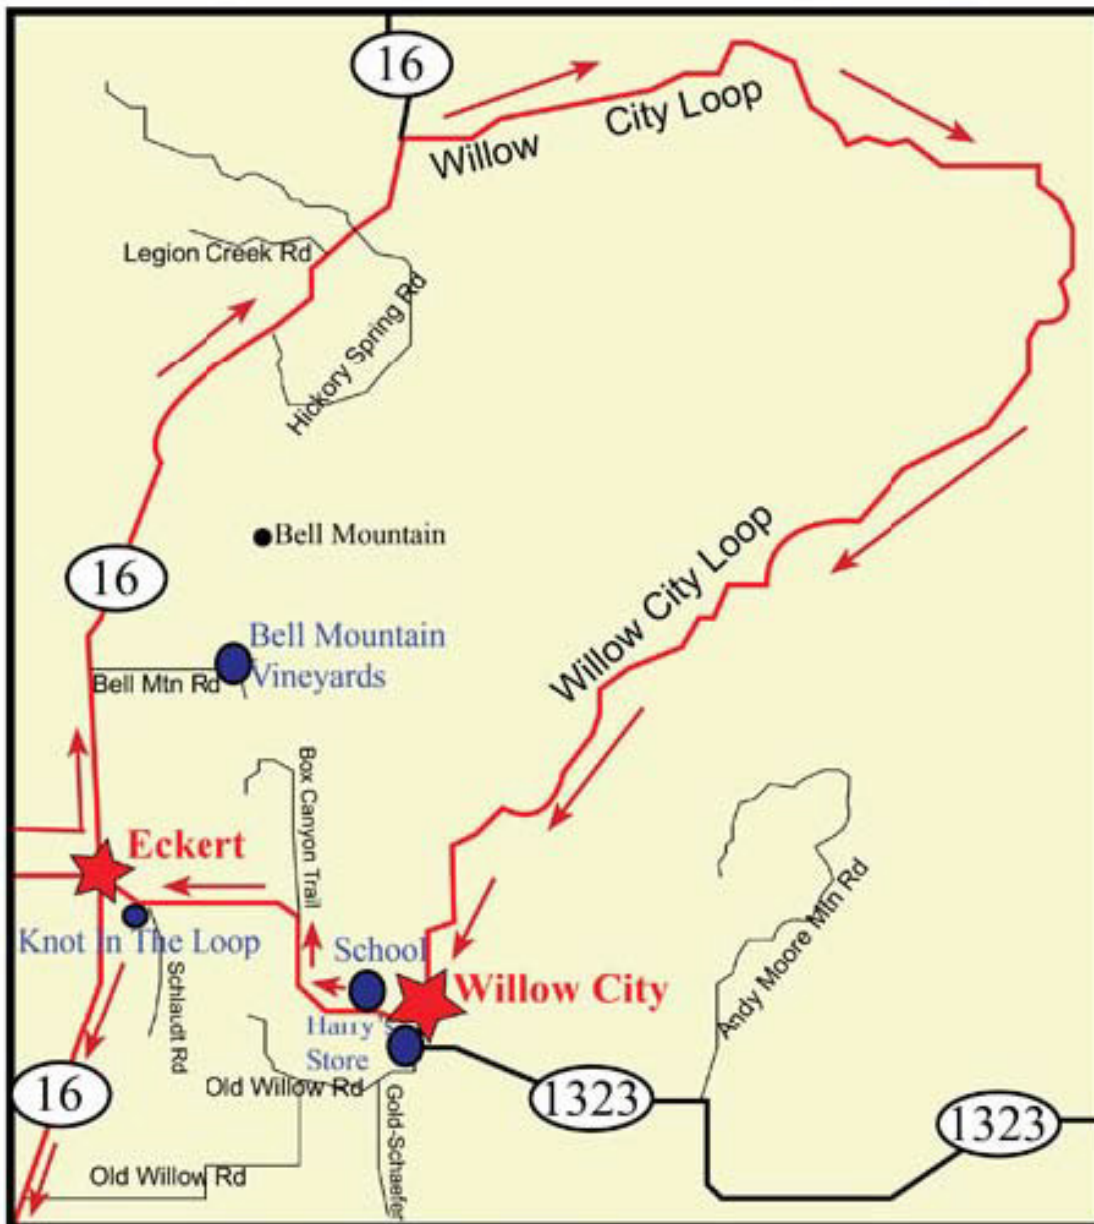 16
Willow
City Loop
Legion Creek Rd
Hickory Spring Rd
Bell Mountain
16
Willow City Loop
Bell Mountain
Vineyards
Bell Mtn Rd
Box Canyon Trail
Eckert
Andy Moore Mtn Rd
Knot In The Loop
School
Schlaudt Rd
Willow City
Harry's
Store
Old Willow Rd
16
1323
1323
Gold-Schaefer
Old Willow Rd